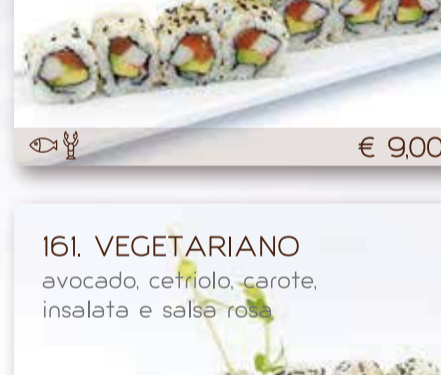 € 9,00
161. VEGETARIANO
avocado, cetriolo, carote,
insalata e salsa rosa